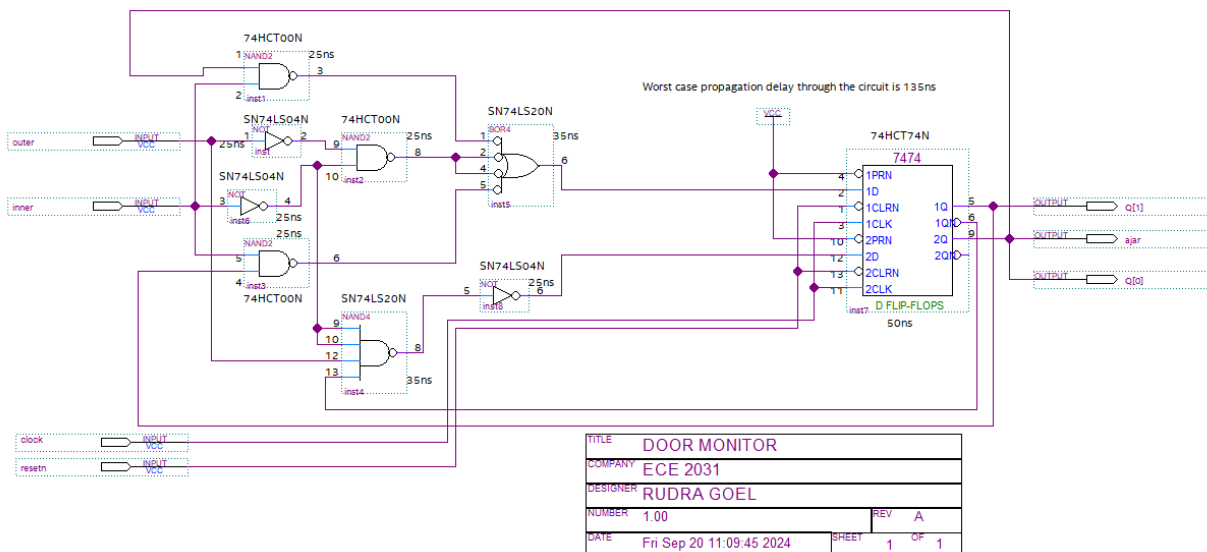 74HCT00N
1 NAND2 25ns
3
2 inst1
Worst case propagation delay through the circuit is 135ns
VCC
SN74LS04N
74HCT00N
SN74LS20N
74HCT74N
outer INPUT VCC
25ns 1 NOT 2
inst
9 NAND2 25ns
8
10 inst2
BOR4 35ns
1
2
4
5
6
inst5
7474
SN74LS04N
inner INPUT VCC
3 NOT 4
inst6 25ns
25ns
NAND2
5
6
4 inst3
74HCT00N
SN74LS04N
5 NOT 25ns
6
inst8
SN74LS20N
NAND4
9
10
12
13
8
inst4 35ns
4 1PRN
2 1D
1 1CLRN
3 1CLK
10 2PRN
12 2D
13 2CLRN
11 2CLK
1Q 5
1QN 6
2Q 9
2QN
D FLIP-FLOPS
inst7
50ns
OUTPUT Q[1]
OUTPUT ajar
OUTPUT Q[0]
clock INPUT VCC
resetn INPUT VCC
TITLE DOOR MONITOR
COMPANY ECE 2031
DESIGNER RUDRA GOEL
NUMBER 1.00 REV A
DATE Fri Sep 20 11:09:45 2024 SHEET 1 OF 1